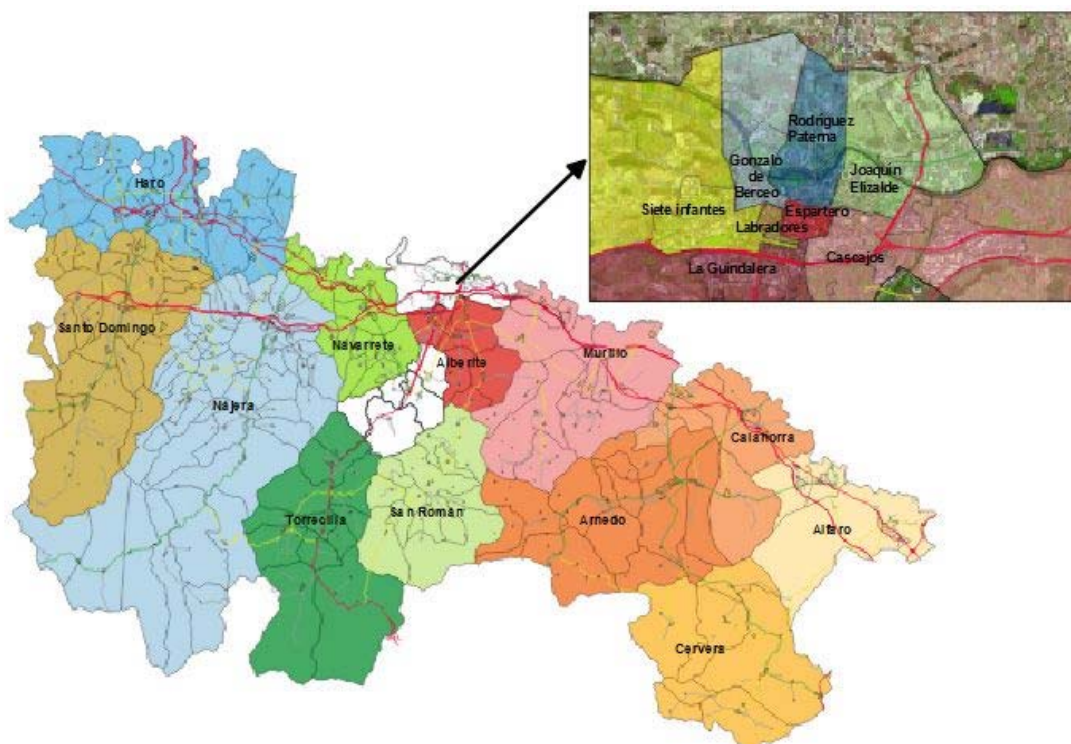 Rodriguez
Paterna
Gonzalo
de
Berceo
Joaquín
Elizalde
Siete infantes
Espartero
Labradores
La Guindalera
Cascajos
Haro
Santo Domingo
Navarrete
Alberite
Murillo
Nájera
Calahorra
Torrecilla
San Román
Arnedo
Alfaro
Cervera